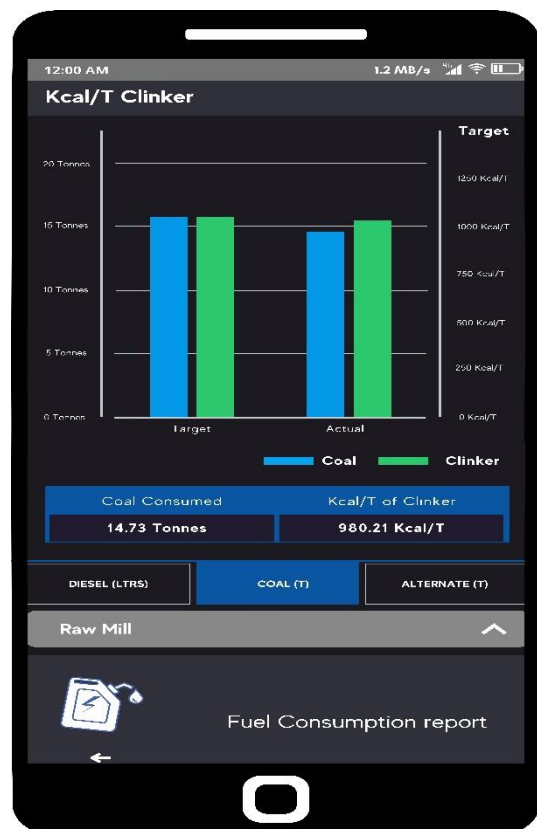 12:00 AM 1.2 MB/s 4G
Kcal/T Clinker
Target
20 Tonnes
1250 Kcal/T
15 Tonnes 1000 Kcal/T
750 Kcal/T
10 Tonnes
500 Kcal/T
5 Tonnes
250 Kcal/T
0 Tonnes 0 Kcal/T
Target Actual
Coal Clinker
Coal Consumed Kcal/T of Clinker
14.73 Tonnes 980.21 Kcal/T
DIESEL (LTRS) COAL (T) ALTERNATE (T)
Raw Mill
Fuel Consumption report